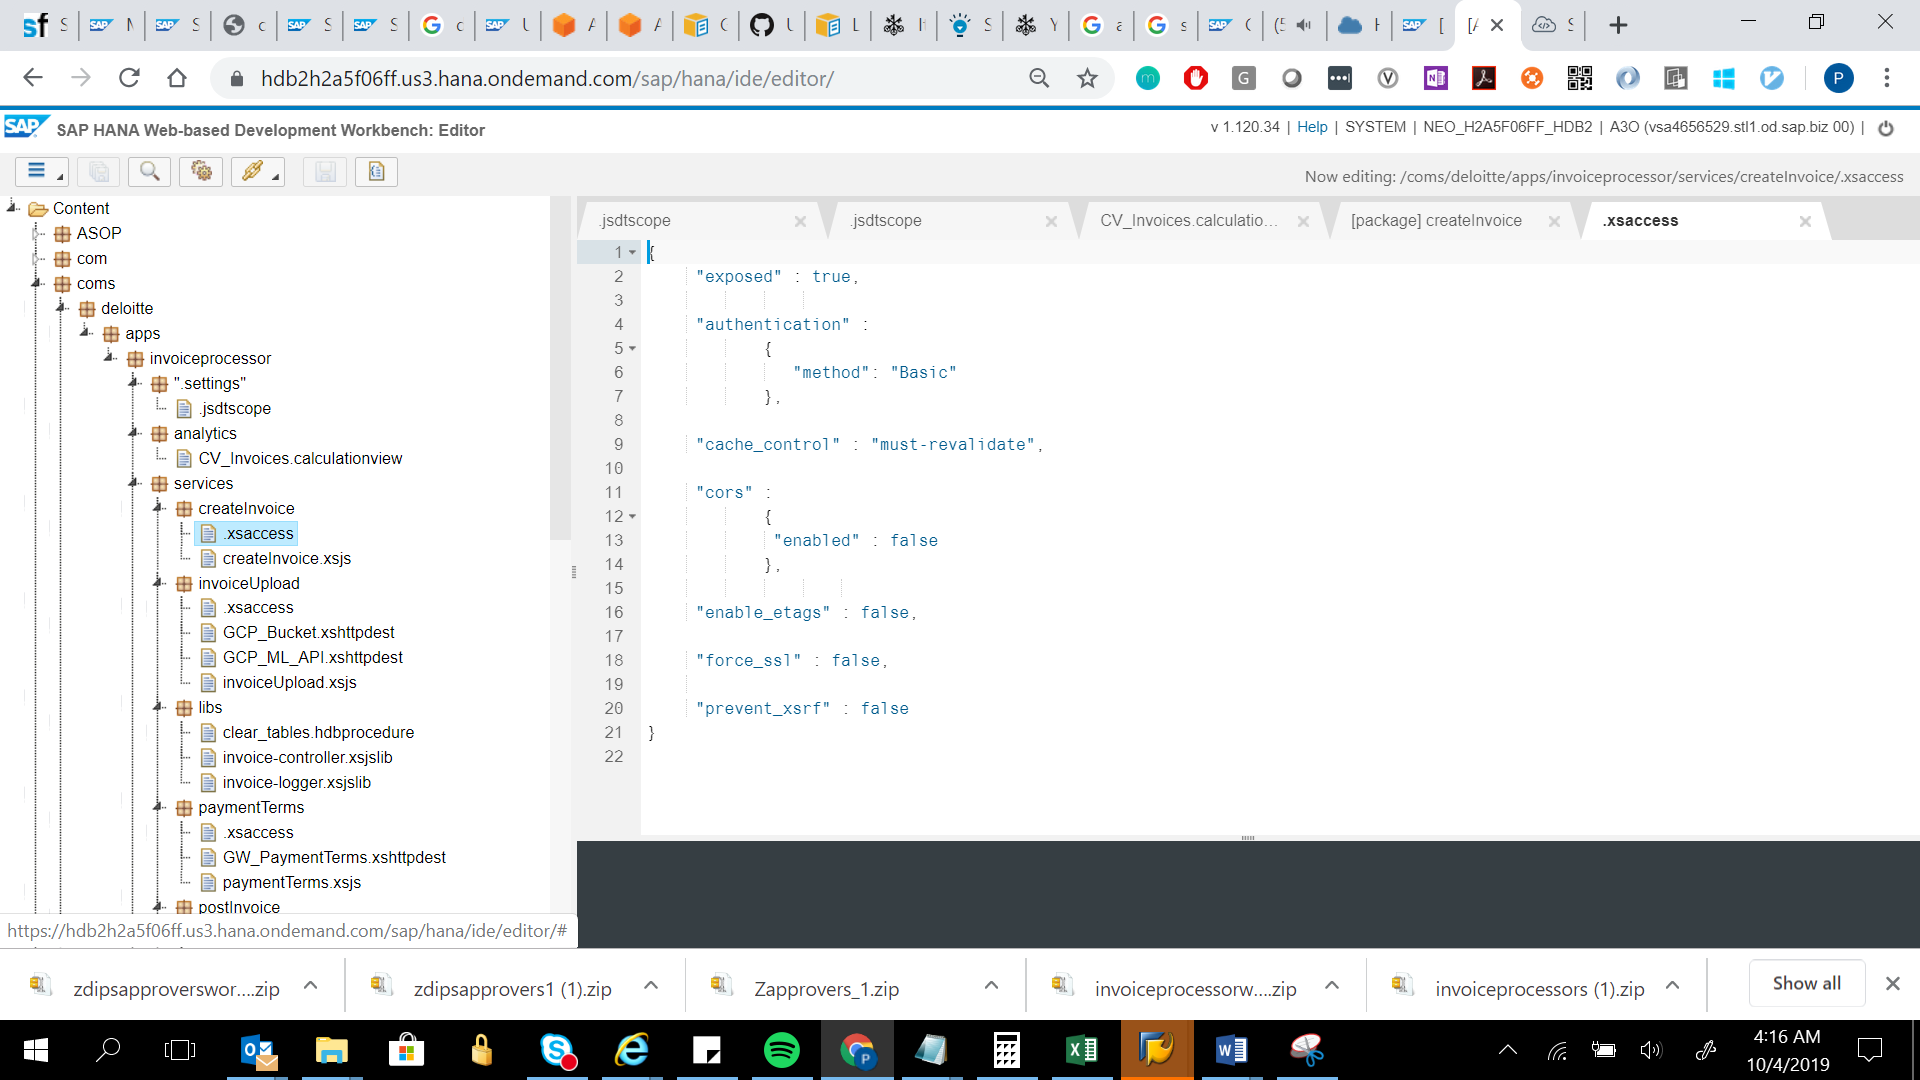 hdb2h2a5f06ff.us3.hana.ondemand.com/sap/hana/ide/editor/
SAP
SAP HANA Web-based Development Workbench: Editor
v 1.120.34 | Help | SYSTEM | NEO_H2A5F06FF_HDB2 | A3O (vsa4656529.stl1.od.sap.biz 00) |
Now editing: /coms/deloitte/apps/invoiceprocessor/services/createInvoice/.xsaccess
Content
ASOP
com
coms
deloitte
apps
invoiceprocessor
".settings"
.jsdtscope
analytics
CV_Invoices.calculationview
services
createInvoice
.xsaccess
createInvoice.xsjs
invoiceUpload
.xsaccess
GCP_Bucket.xshttpdest
GCP_ML_API.xshttpdest
invoiceUpload.xsjs
libs
clear_tables.hdbprocedure
invoice-controller.xsjslib
invoice-logger.xsjslib
paymentTerms
.xsaccess
GW_PaymentTerms.xshttpdest
paymentTerms.xsjs
postInvoice
https://hdb2h2a5f06ff.us3.hana.ondemand.com/sap/hana/ide/editor/#
.jsdtscope
.jsdtscope
CV_Invoices.calculatio...
[package] createInvoice
.xsaccess
1 {
2 "exposed" : true,
3
4 "authentication" :
5 {
6 "method": "Basic"
7 },
8
9 "cache_control" : "must-revalidate",
10
11 "cors" :
12 {
13 "enabled" : false
14 },
15
16 "enable_etags" : false,
17
18 "force_ssl" : false,
19
20 "prevent_xsrf" : false
21 }
22
zdipsapproverswor....zip
zdipsapprovers1 (1).zip
Zapprovers_1.zip
invoiceprocessorw....zip
invoiceprocessors (1).zip
Show all
4:16 AM
10/4/2019